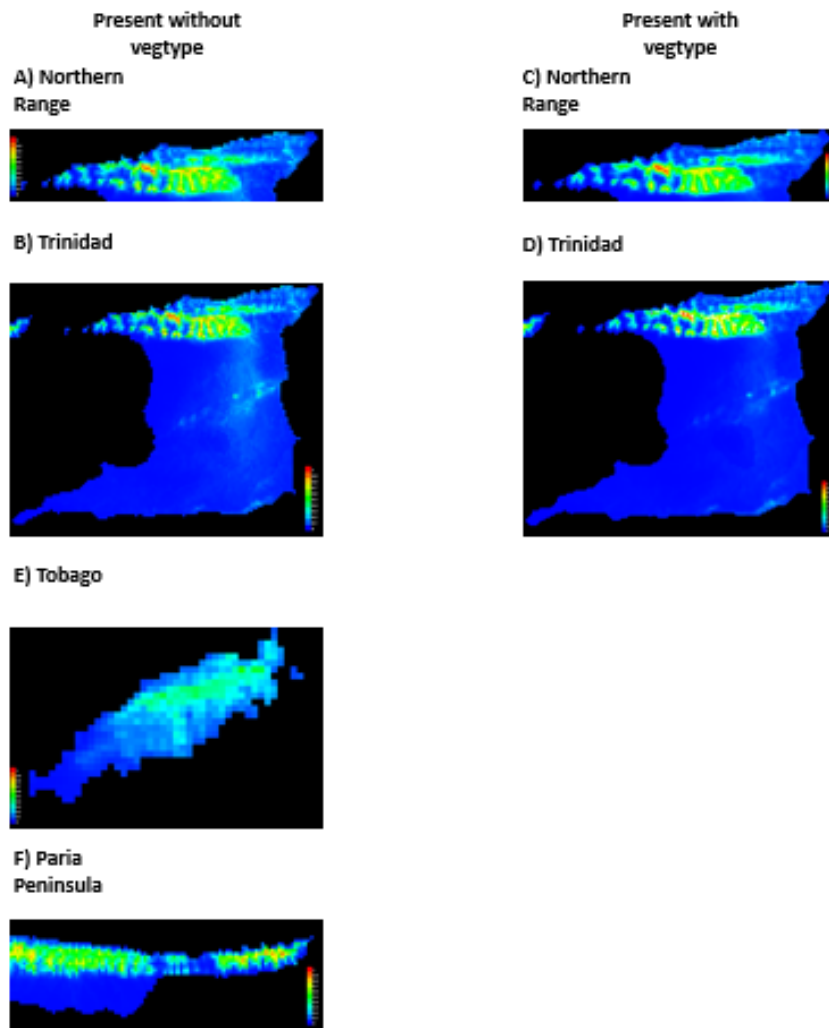 Present without
vegtype
Present with
vegtype
A) Northern
Range
C) Northern
Range
B) Trinidad
D) Trinidad
E) Tobago
F) Paria
Peninsula